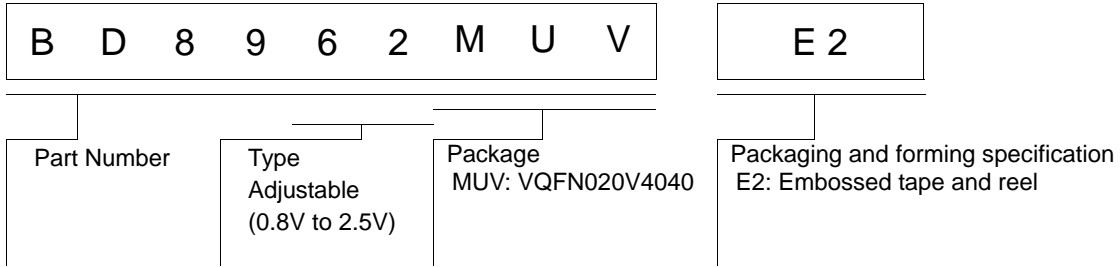 B D 8 9 6 2 M U V E 2
Part Number
Type
Adjustable
(0.8V to 2.5V)
Package
MUV: VQFN020V4040
Packaging and forming specification
E2: Embossed tape and reel